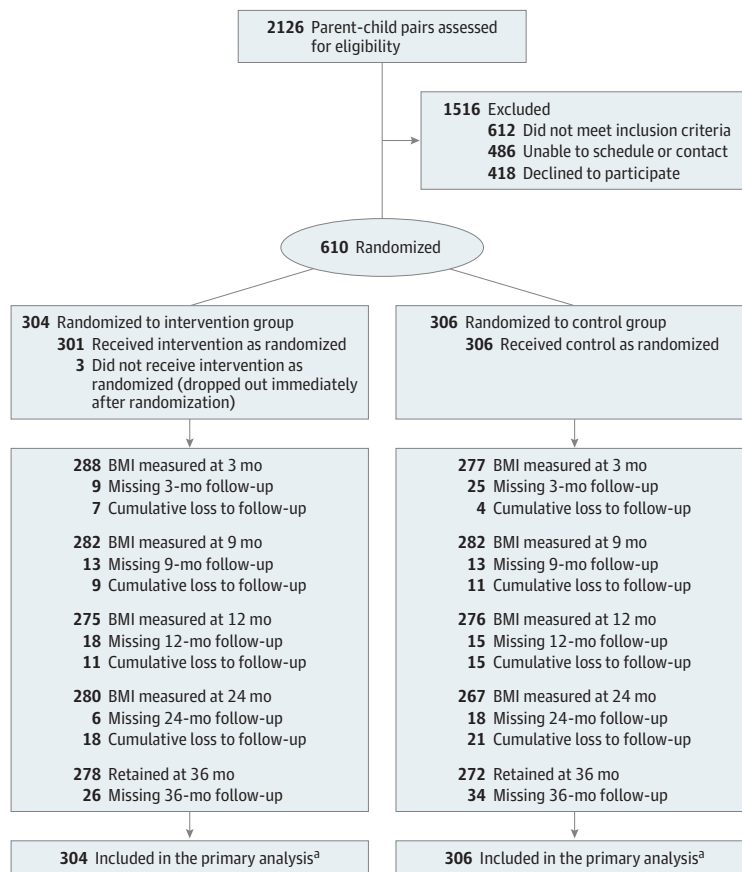 2126 Parent-child pairs assessed
for eligibility
1516 Excluded
612 Did not meet inclusion criteria
486 Unable to schedule or contact
418 Declined to participate
610 Randomized
304 Randomized to intervention group
301 Received intervention as randomized
3 Did not receive intervention as
randomized (dropped out immediately
after randomization)
306 Randomized to control group
306 Received control as randomized
288 BMI measured at 3 mo
9 Missing 3-mo follow-up
7 Cumulative loss to follow-up
282 BMI measured at 9 mo
13 Missing 9-mo follow-up
9 Cumulative loss to follow-up
275 BMI measured at 12 mo
18 Missing 12-mo follow-up
11 Cumulative loss to follow-up
280 BMI measured at 24 mo
6 Missing 24-mo follow-up
18 Cumulative loss to follow-up
278 Retained at 36 mo
26 Missing 36-mo follow-up
277 BMI measured at 3 mo
25 Missing 3-mo follow-up
4 Cumulative loss to follow-up
282 BMI measured at 9 mo
13 Missing 9-mo follow-up
11 Cumulative loss to follow-up
276 BMI measured at 12 mo
15 Missing 12-mo follow-up
15 Cumulative loss to follow-up
267 BMI measured at 24 mo
18 Missing 24-mo follow-up
21 Cumulative loss to follow-up
272 Retained at 36 mo
34 Missing 36-mo follow-up
304 Included in the primary analysisᵃ
306 Included in the primary analysisᵃ